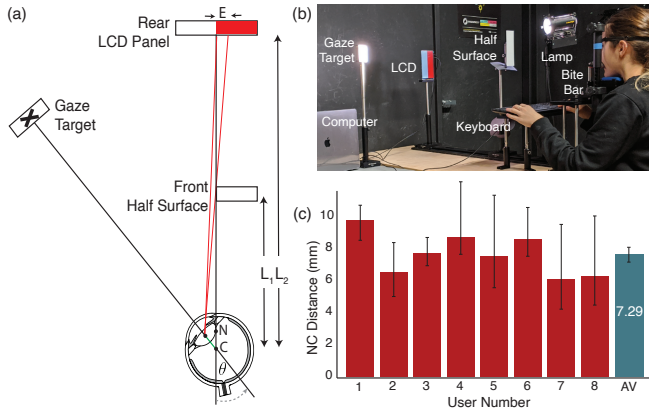 (a)
E
Rear
LCD Panel
Gaze
Target
Front
Half Surface
L1 L2
N
C
θ
(b)
Gaze
Target
LCD
Half
Surface
Lamp
Bite
Bar
Computer
Keyboard
(c)
NC Distance (mm)
10
8
6
4
2
0
7.29
1 2 3 4 5 6 7 8 AV
User Number